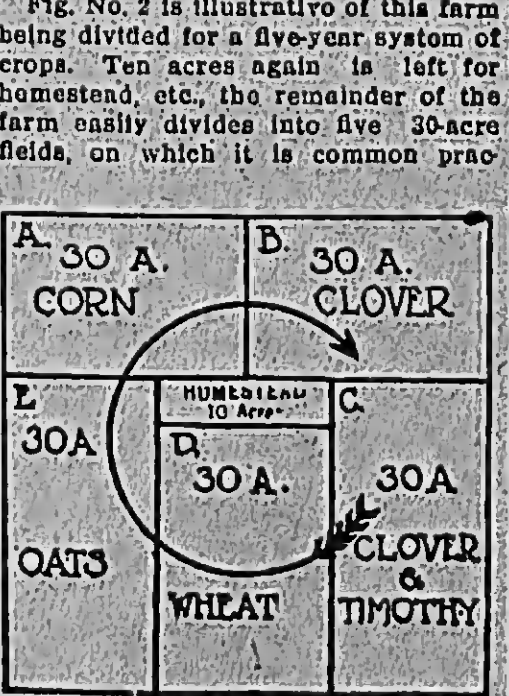 Fig. No. 2 is illustrative of this farm
being divided for a five-year system of
crops. Ten acres again is left for
homestead, etc., the remainder of the
farm easily divides into five 30-acre
fields, on which it is common prac-
A.
30 A.
CORN
B.
30 A.
CLOVER
HOMESTEAD
10 Acres
E
30A
OATS
D.
30 A.
WHEAT
C.
30A
CLOVER
&
TIMOTHY